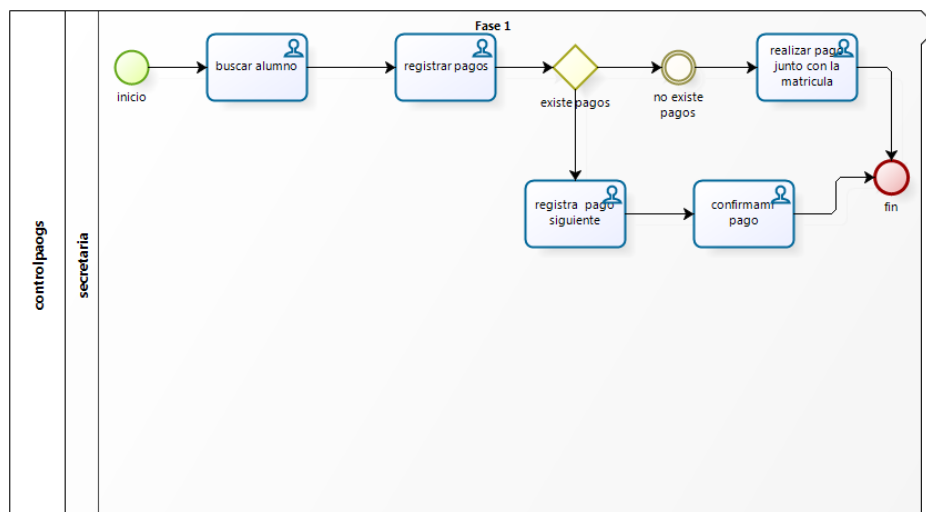 controlpaogs
secretaria
Fase 1
inicio
buscar alumno
registrar pagos
existe pagos
no existe
pagos
realizar pago
junto con la
matricula
registra pago
siguiente
confirmamr
pago
fin